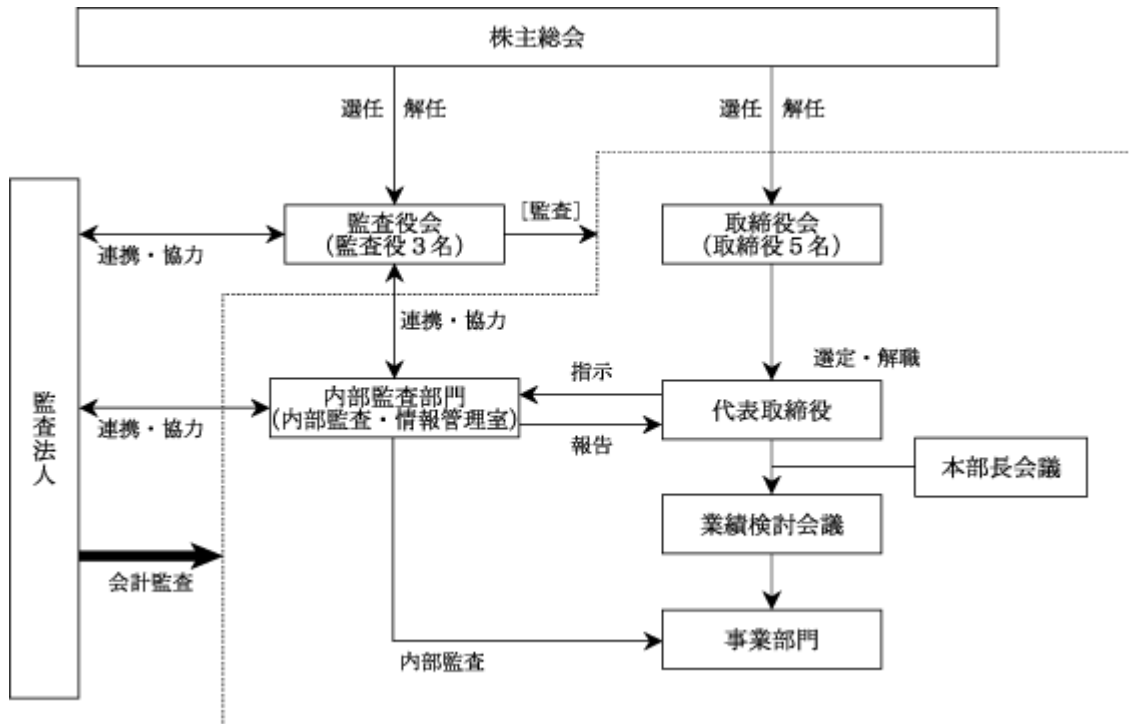 株主総会
選任 解任
選任 解任
監査役会
(監査役3名)
[監査]
取締役会
(取締役5名)
連携・協力
連携・協力
選定・解職
指示
内部監査部門
(内部監査・情報管理室)
代表取締役
連携・協力
報告
監査法人
本部長会議
業績検討会議
会計監査
事業部門
内部監査